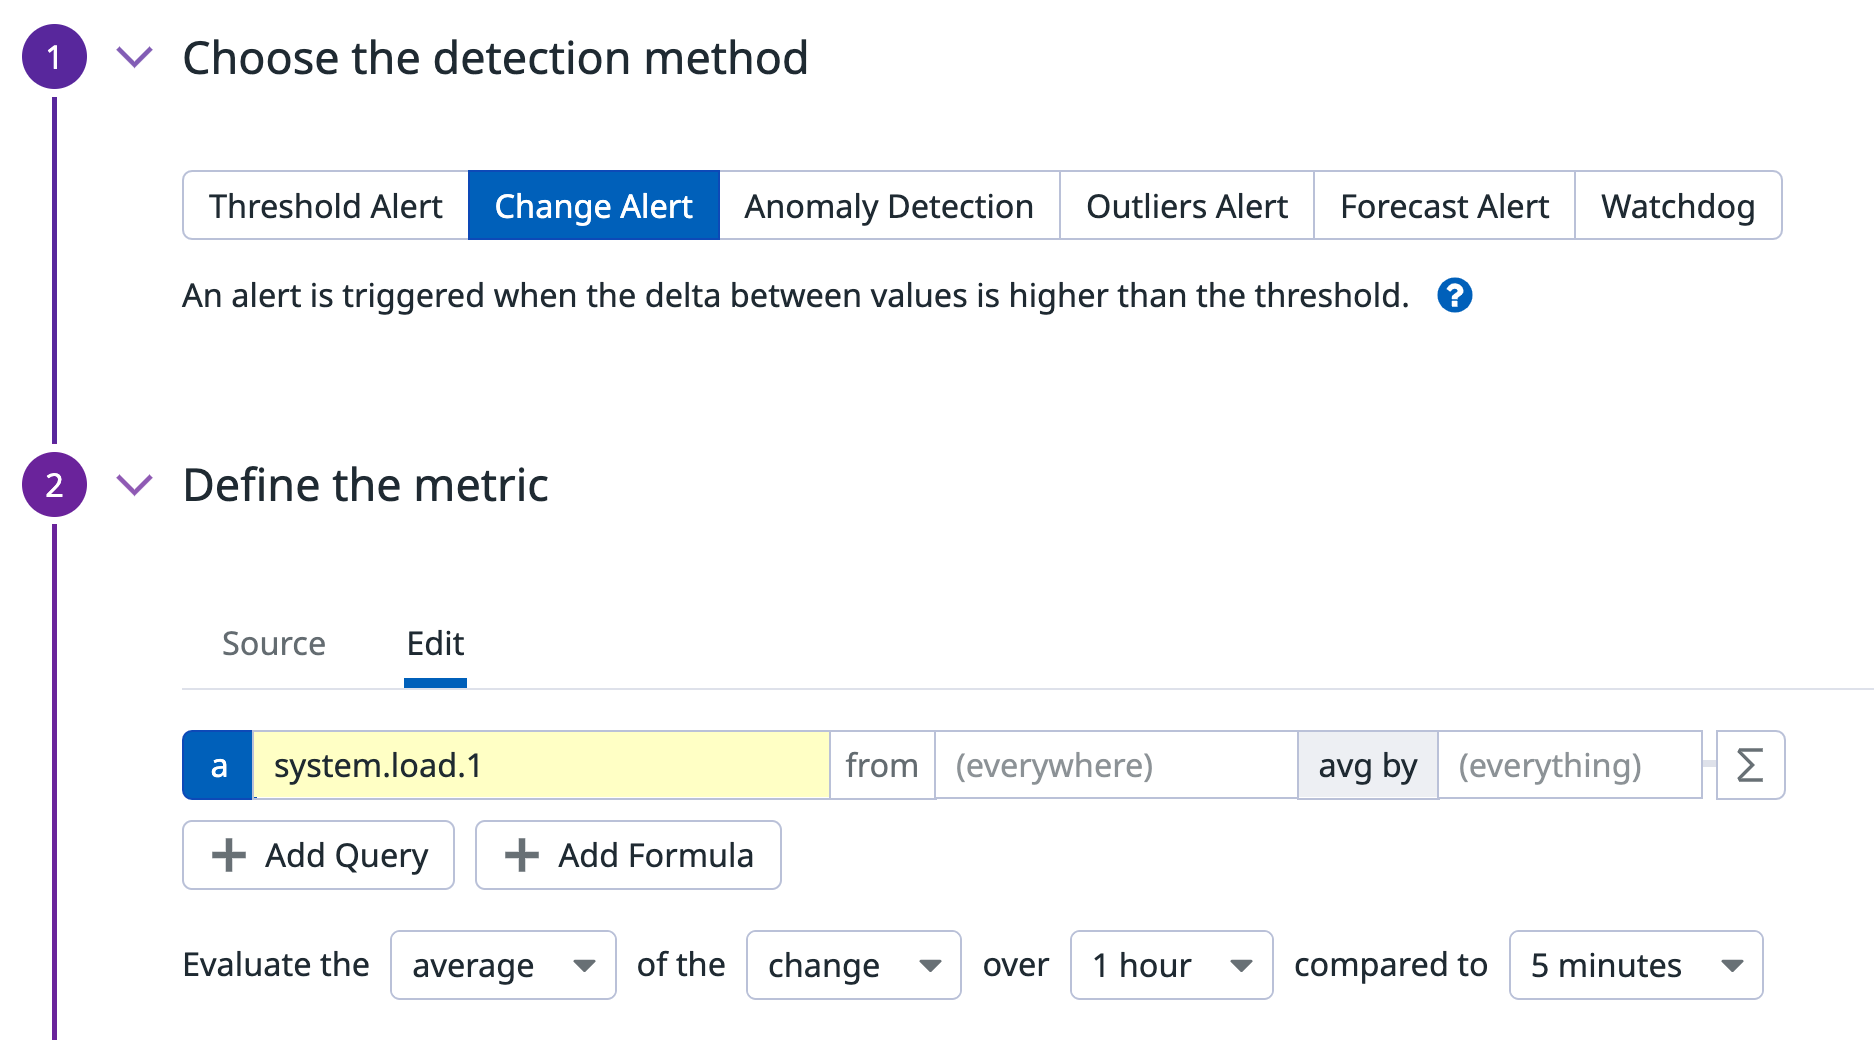 1 Choose the detection method
Threshold Alert Change Alert Anomaly Detection Outliers Alert Forecast Alert Watchdog
An alert is triggered when the delta between values is higher than the threshold. ?
2 Define the metric
Source Edit
a system.load.1 from (everywhere) avg by (everything) Σ
+ Add Query + Add Formula
Evaluate the average of the change over 1 hour compared to 5 minutes